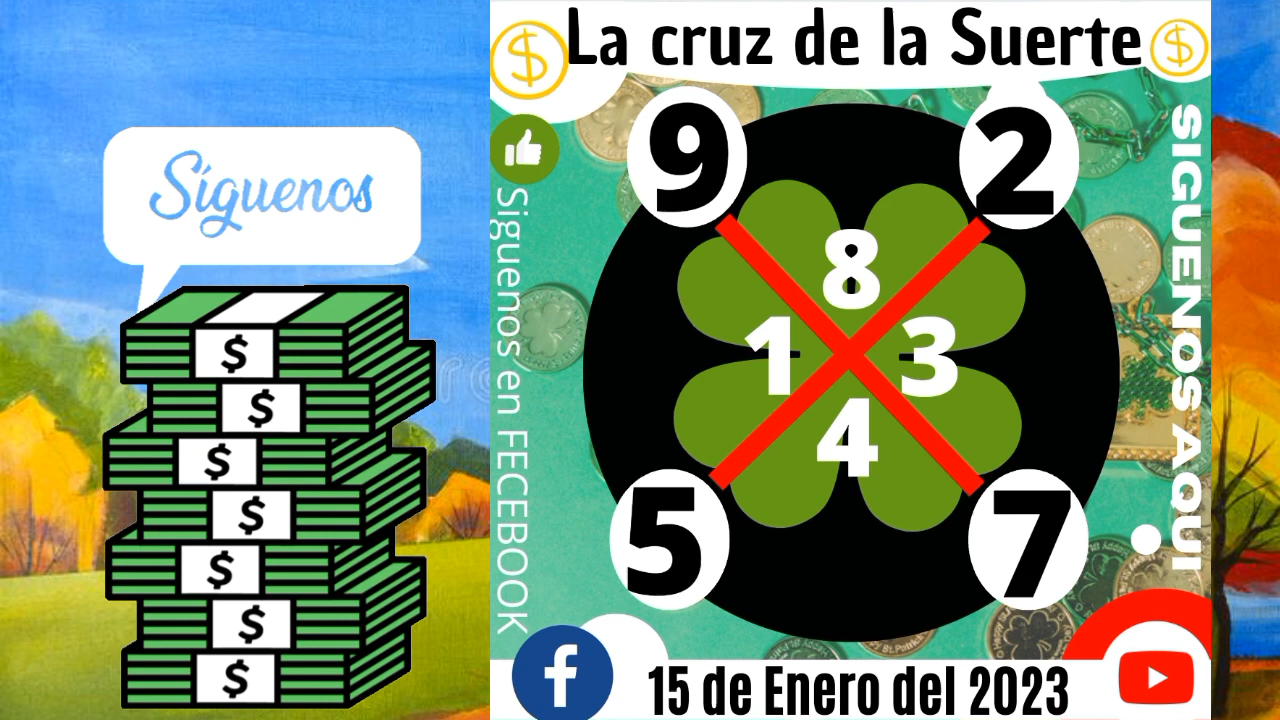 La cruz de la Suerte
$
$
Síguenos
$
$
$
$
$
$
$
Siguenos en FECEBOOK
SIGUENOS AQUI
9
2
8
1
3
4
5
7
f
15 de Enero del 2023